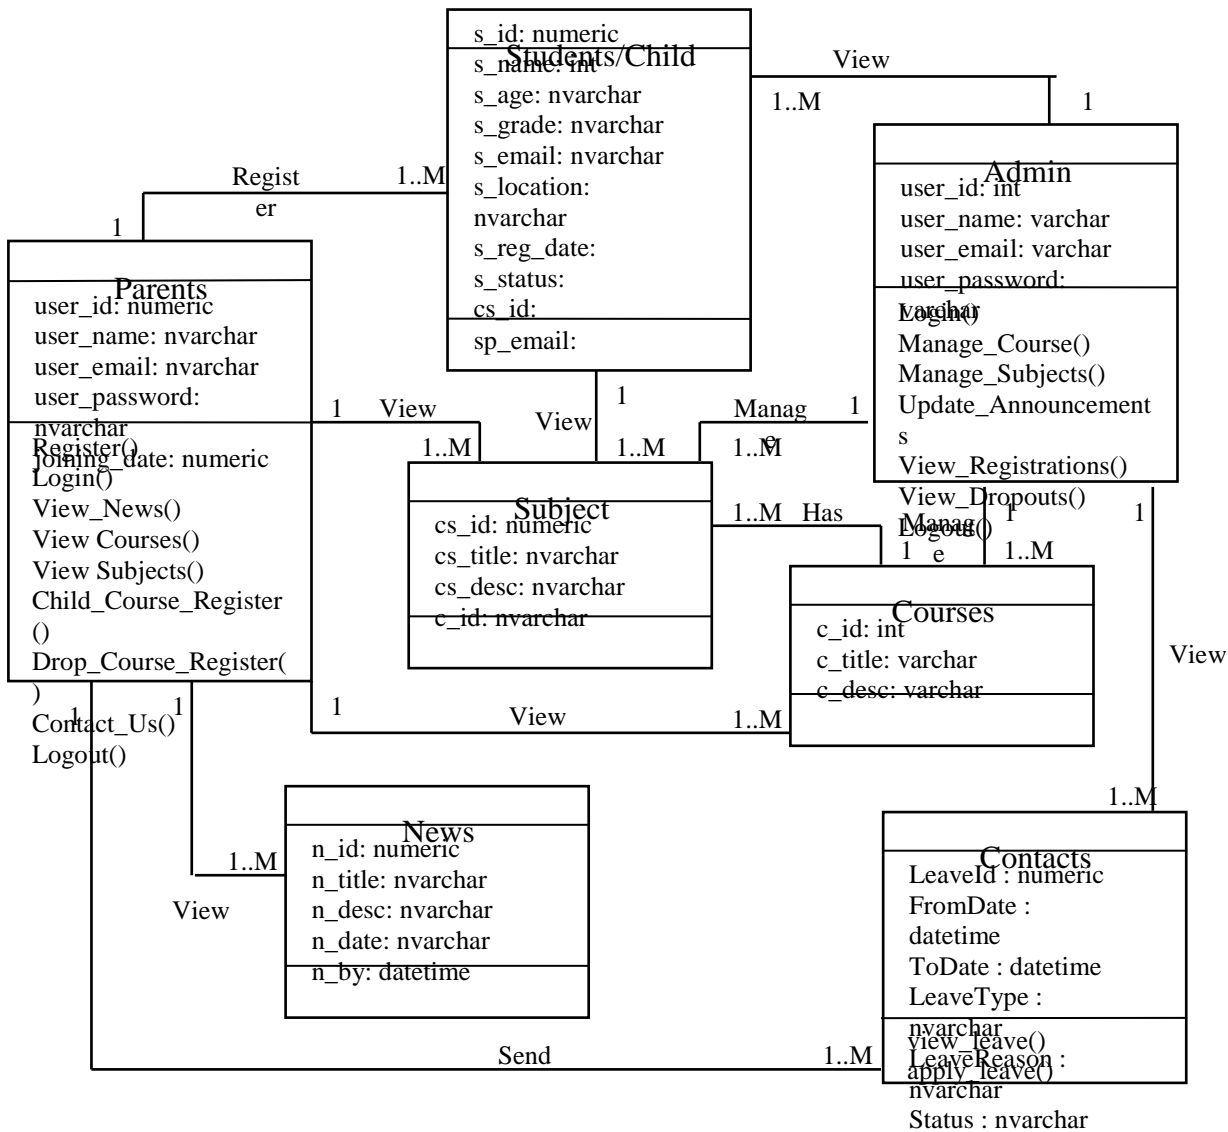 s_id: numeric
Students/Child
s_name: int
s_age: nvarchar
s_grade: nvarchar
s_email: nvarchar
s_location:
nvarchar
s_reg_date:
s_status:
cs_id:
sp_email:
View
1..M
1
Admin
user_id: int
user_name: varchar
user_email: varchar
user_password:
varchar
Login()
Manage_Course()
Manage_Subjects()
Update_Announcement
s
View_Registrations()
View_Dropouts()
Logout()
Regist
er
1..M
1
Parents
user_id: numeric
user_name: nvarchar
user_email: nvarchar
user_password:
nvarchar
joining_date: numeric
Register()
Login()
View_News()
View Courses()
View Subjects()
Child_Course_Register
()
Drop_Course_Register(
)
Contact_Us()
Logout()
1
View
1..M
1
View
1..M
Manag
e
1
1..M
Subject
cs_id: numeric
cs_title: nvarchar
cs_desc: nvarchar
c_id: nvarchar
1..M
Has
1
Manag
e
1
1..M
1
View
1..M
Courses
c_id: int
c_title: varchar
c_desc: varchar
1
View
1..M
1
1
1..M
View
News
n_id: numeric
n_title: nvarchar
n_desc: nvarchar
n_date: nvarchar
n_by: datetime
Contacts
LeaveId : numeric
FromDate :
datetime
ToDate : datetime
LeaveType :
nvarchar
LeaveReason :
nvarchar
Status : nvarchar
view_leave()
apply_leave()
Send
1..M